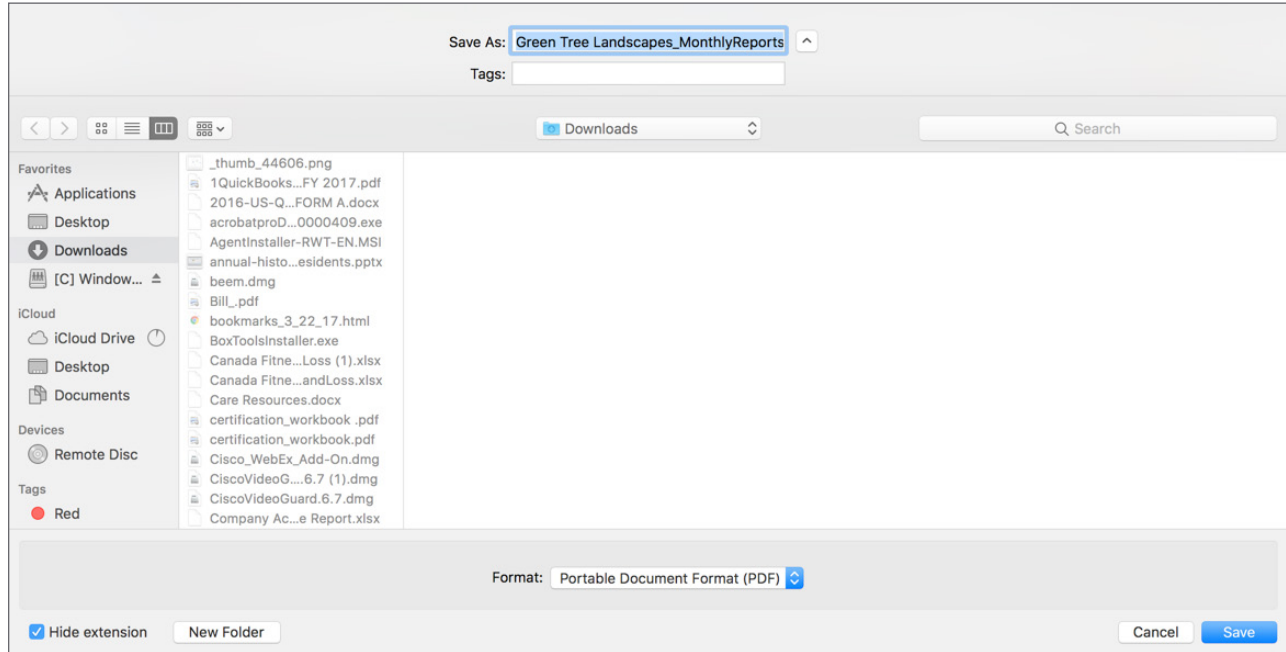 Save As: Green Tree Landscapes_MonthlyReports
Tags:
Downloads
Search
Favorites
Applications
Desktop
Downloads
[C] Window...
iCloud
iCloud Drive
Desktop
Documents
Devices
Remote Disc
Tags
Red
_thumb_44606.png
1QuickBooks...FY 2017.pdf
2016-US-Q...FORM A.docx
acrobatproD...0000409.exe
AgentInstaller-RWT-EN.MSI
annual-histo...esidents.pptx
beem.dmg
Bill_.pdf
bookmarks_3_22_17.html
BoxToolsInstaller.exe
Canada Fitne...Loss (1).xlsx
Canada Fitne...andLoss.xlsx
Care Resources.docx
certification_workbook .pdf
certification_workbook.pdf
Cisco_WebEx_Add-On.dmg
CiscoVideoG....6.7 (1).dmg
CiscoVideoGuard.6.7.dmg
Company Ac...e Report.xlsx
Format: Portable Document Format (PDF)
Hide extension
New Folder
Cancel
Save